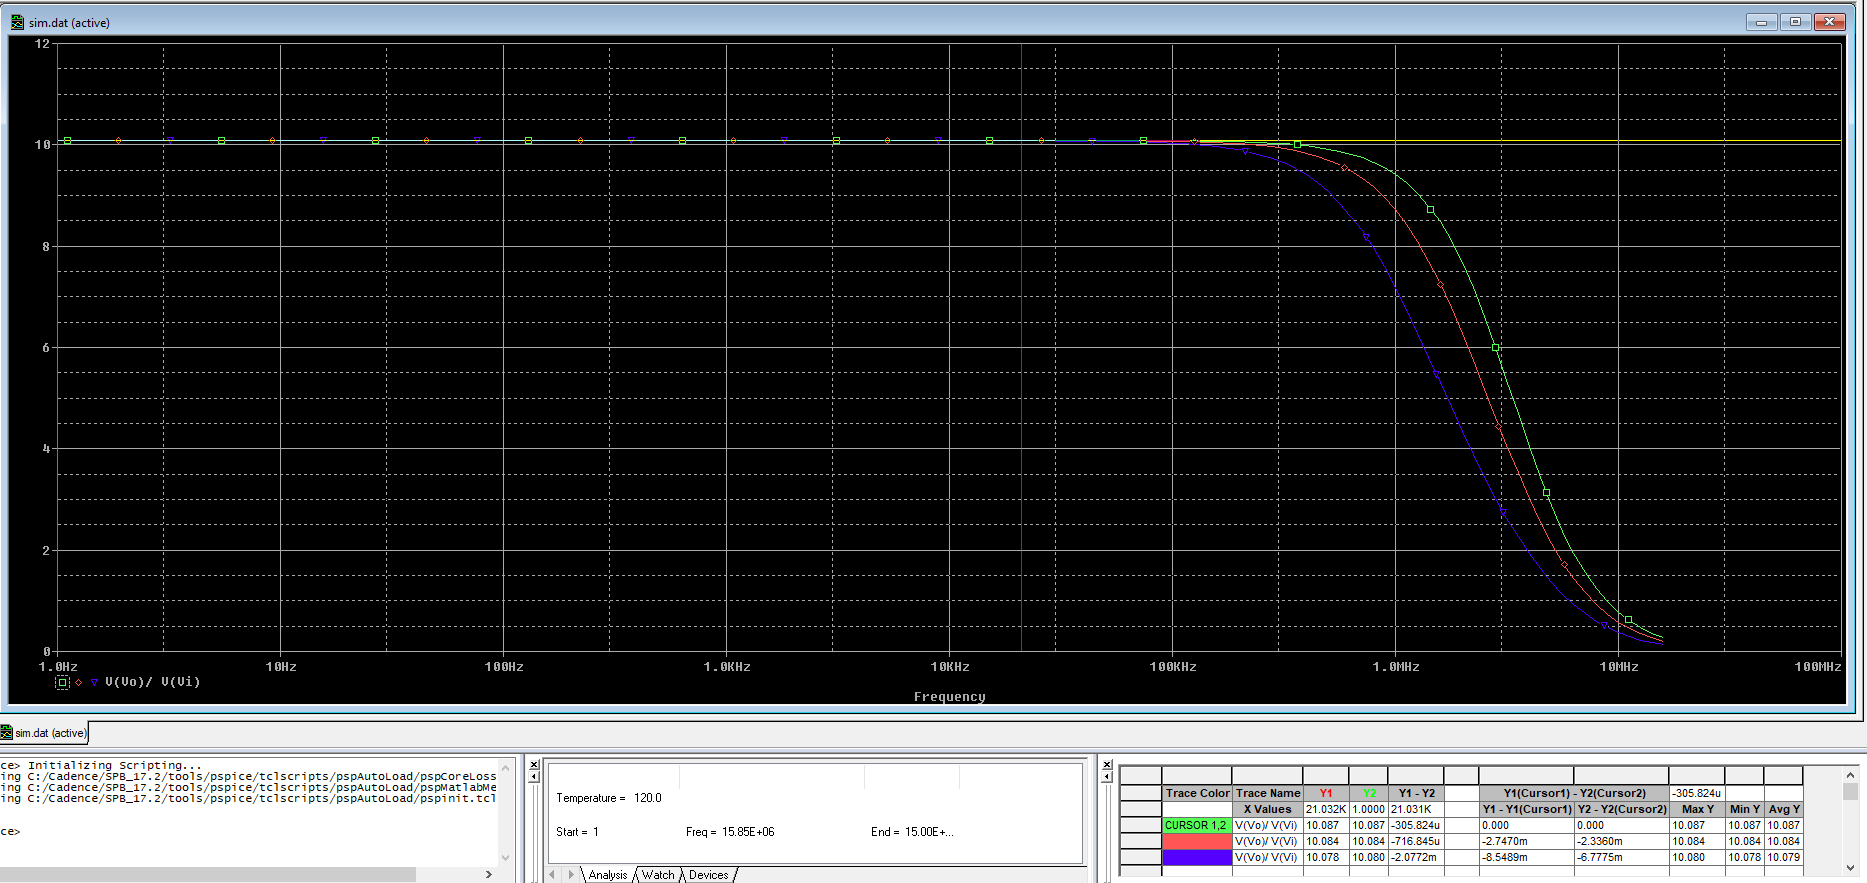 sim.dat (active)
12
10
8
6
4
2
0
1.0Hz 10Hz 100Hz 1.0KHz 10KHz 100KHz 1.0MHz 10MHz 100MHz
V(Vo)/ V(Vi)
Frequency
sim.dat (active)
ce> Initializing Scripting...
ing C:/Cadence/SPB_17.2/tools/pspice/tclscripts/pspAutoLoad/pspCoreLoss
ing C:/Cadence/SPB_17.2/tools/pspice/tclscripts/pspAutoLoad/pspMatlabMe
ing C:/Cadence/SPB_17.2/tools/pspice/tclscripts/pspAutoLoad/pspinit.tcl
ce>
Temperature = 120.0
Start = 1 Freq = 15.85E+06 End = 15.00E+...
Analysis Watch Devices
Trace Color Trace Name Y1 Y2 Y1 - Y2 Y1(Cursor1) - Y2(Cursor2) -305.824u
X Values 21.032K 1.0000 21.031K Y1 - Y1(Cursor1) Y2 - Y2(Cursor2) Max Y Min Y Avg Y
CURSOR 1,2 V(Vo)/ V(Vi) 10.087 10.087 -305.824u 0.000 0.000 10.087 10.087 10.087
V(Vo)/ V(Vi) 10.084 10.084 -716.845u -2.7470m -2.3360m 10.084 10.084 10.084
V(Vo)/ V(Vi) 10.078 10.080 -2.0772m -8.5489m -6.7775m 10.080 10.078 10.079